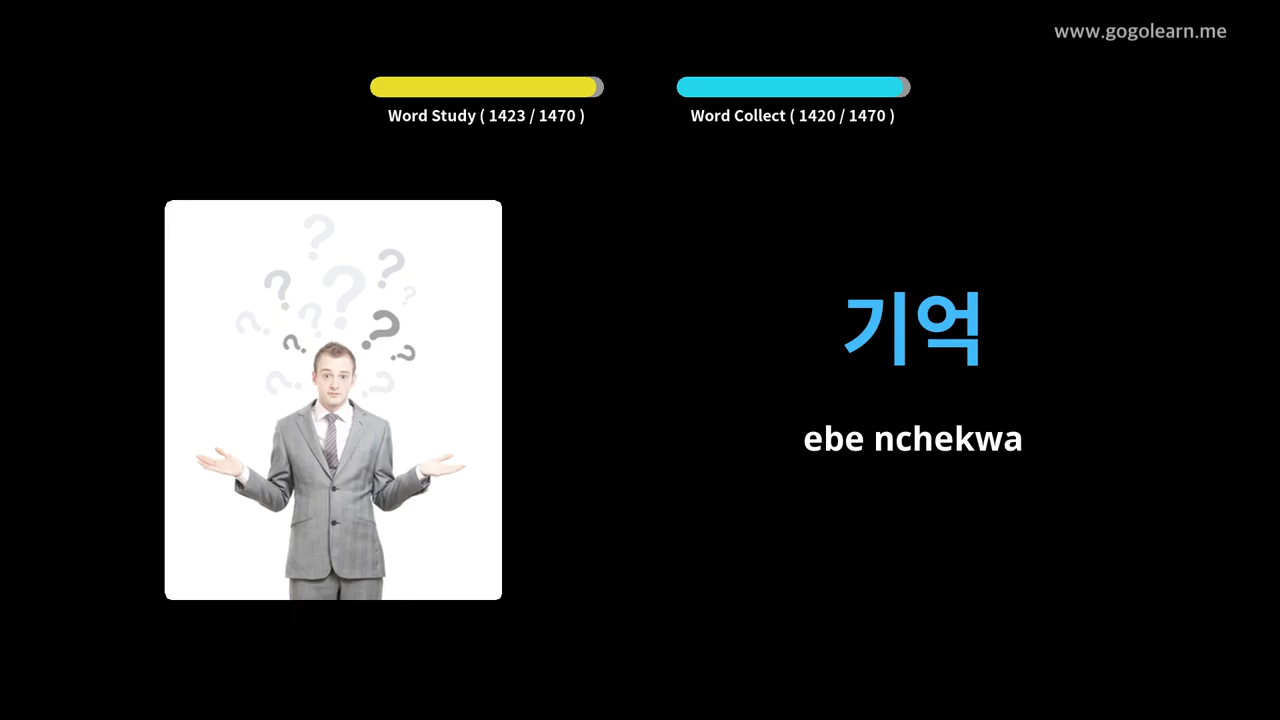 www.gogolearn.me
Word Study ( 1423 / 1470 )
Word Collect ( 1420 / 1470 )
기억
ebe nchekwa